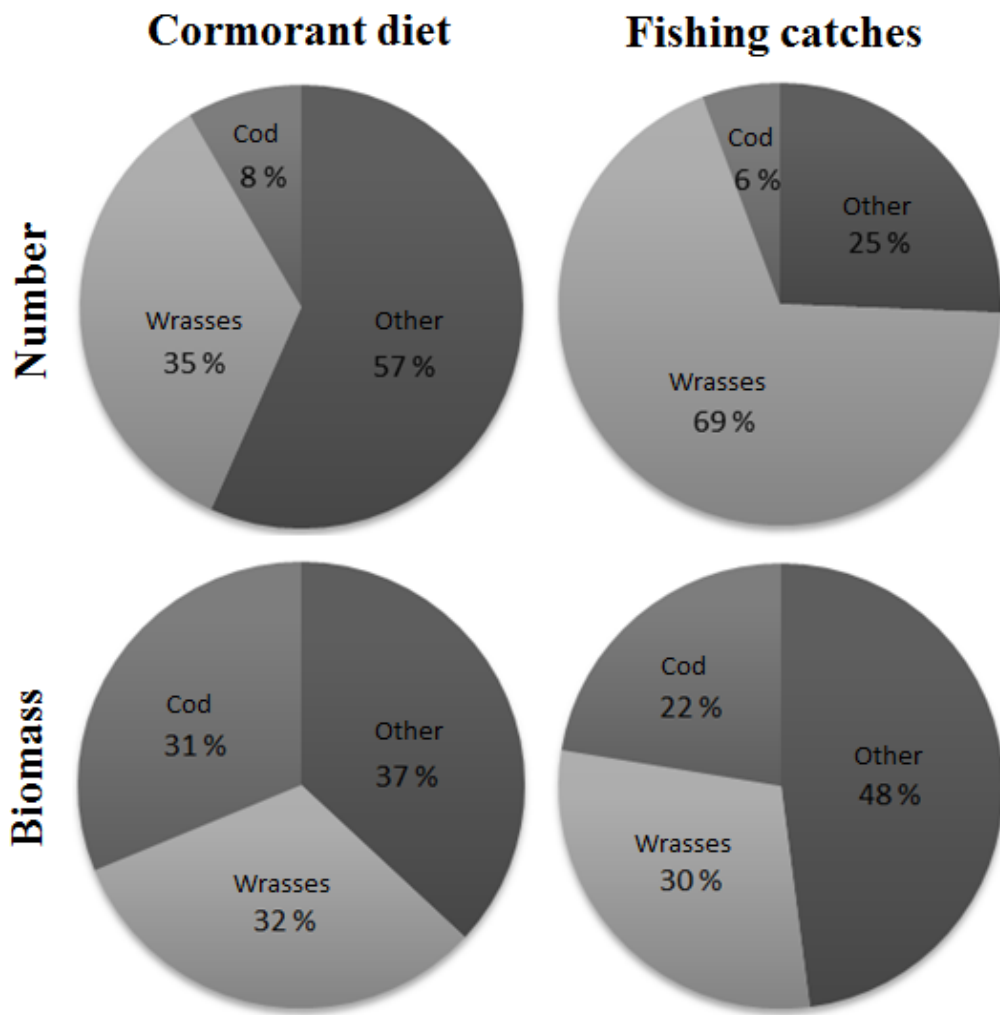 Cormorant diet
Fishing catches
Number
Cod
8 %
Wrasses
35 %
Other
57 %
Cod
6 %
Other
25 %
Wrasses
69 %
Biomass
Cod
31 %
Other
37 %
Wrasses
32 %
Cod
22 %
Other
48 %
Wrasses
30 %